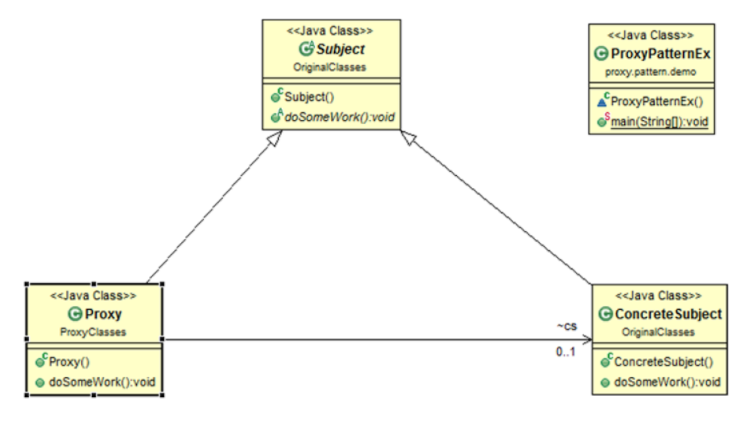 <<Java Class>>
Subject
OriginalClasses
Subject()
doSomeWork():void
<<Java Class>>
ProxyPatternEx
proxy.pattern.demo
ProxyPatternEx()
main(String[]):void
<<Java Class>>
Proxy
ProxyClasses
Proxy()
doSomeWork():void
~cs
0..1
<<Java Class>>
ConcreteSubject
OriginalClasses
ConcreteSubject()
doSomeWork():void